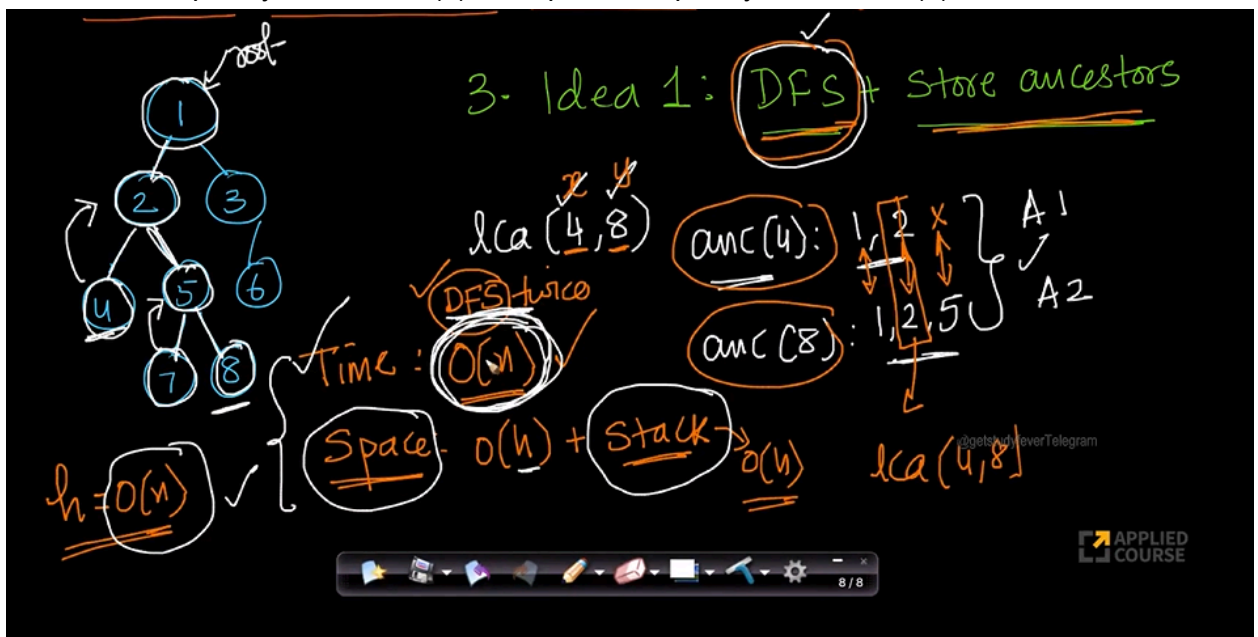 root
3. Idea 1: DFS + store ancestors
1
2 3
4 5 6
7 8
x y
lca (4,8)
anc(4): 1, 2 x
A1
anc(8): 1, 2, 5
A2
DFS twice
Time: O(n)
Space - O(h) + Stack → O(h)
h = O(n)
lca (4,8]
@getstudyfeverTelegram
APPLIED
COURSE
8 / 8